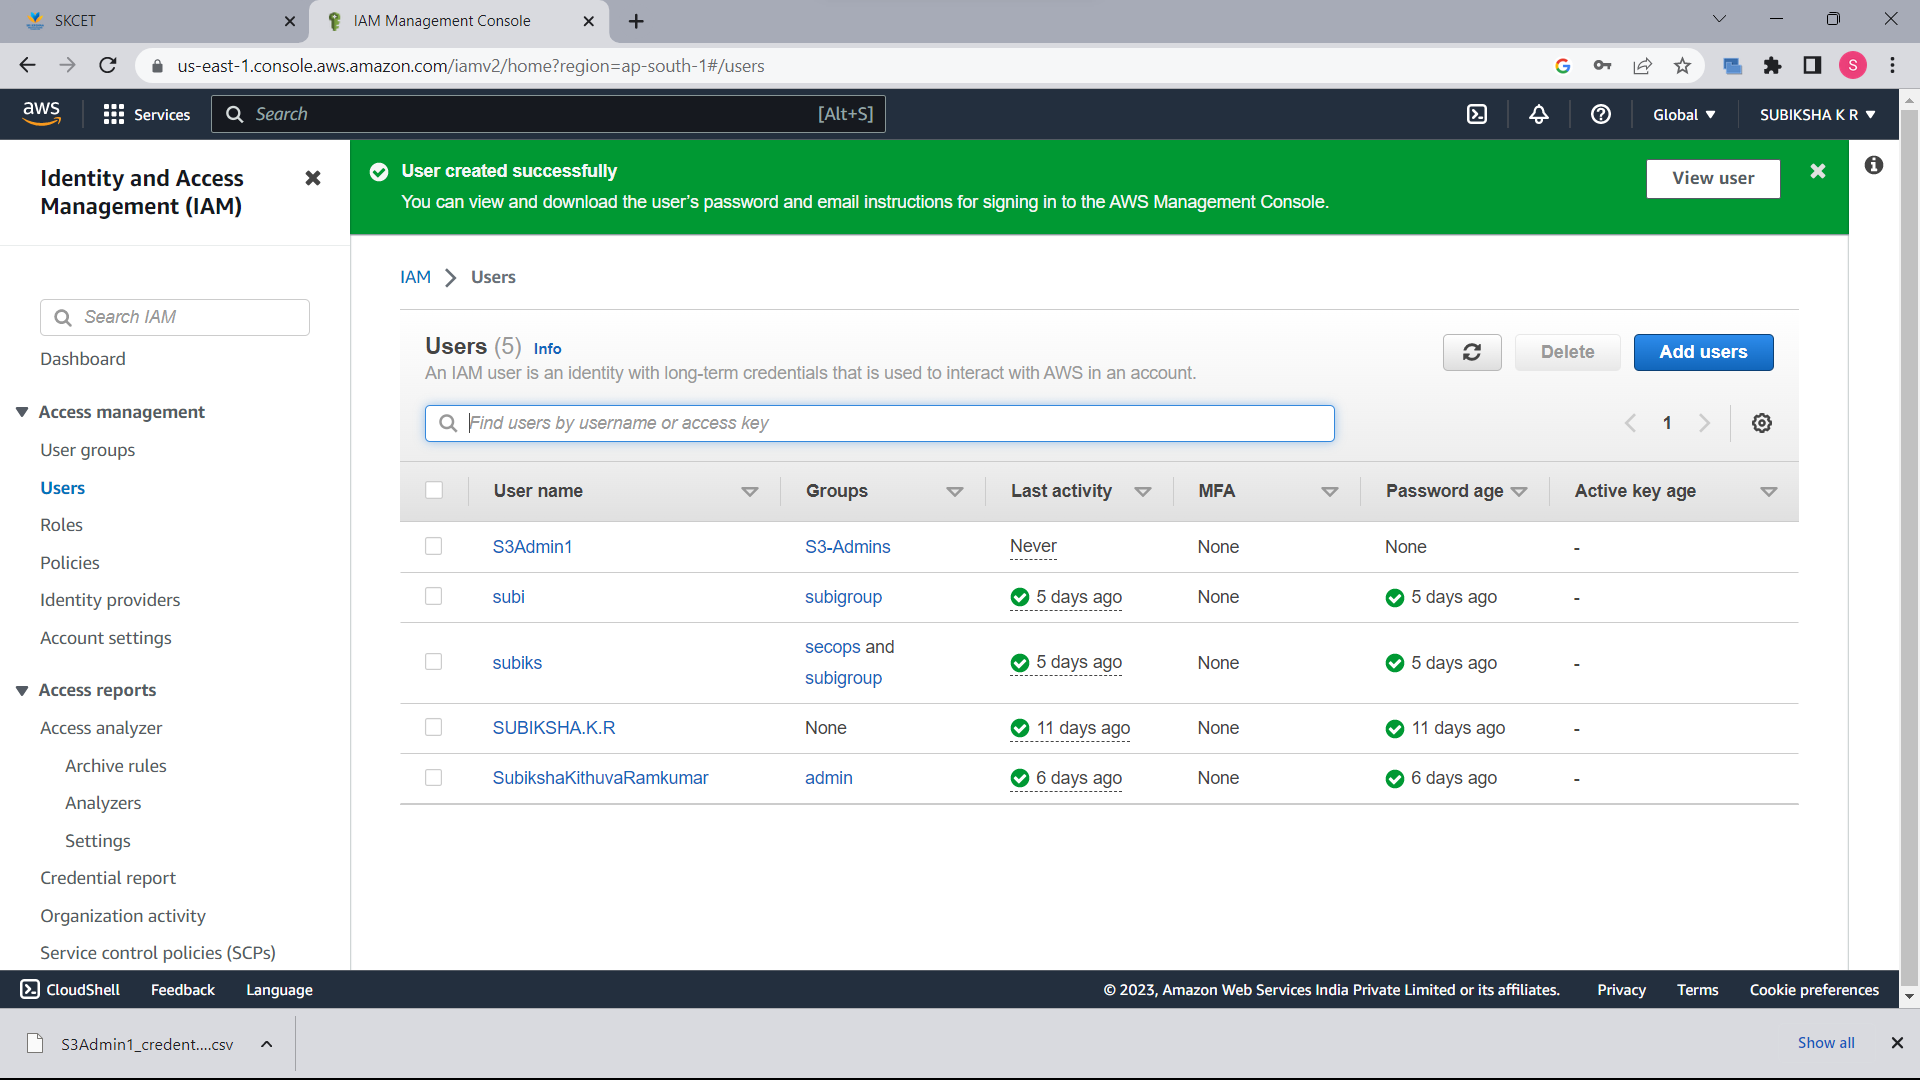 SKCET
IAM Management Console
us-east-1.console.aws.amazon.com/iamv2/home?region=ap-south-1#/users
S
aws
Services
Search
[Alt+S]
Global
SUBIKSHA K R
Identity and Access
Management (IAM)
Search IAM
Dashboard
Access management
User groups
Users
Roles
Policies
Identity providers
Account settings
Access reports
Access analyzer
Archive rules
Analyzers
Settings
Credential report
Organization activity
Service control policies (SCPs)
User created successfully
You can view and download the user's password and email instructions for signing in to the AWS Management Console.
View user
IAM > Users
Users (5) Info
An IAM user is an identity with long-term credentials that is used to interact with AWS in an account.
Delete
Add users
Find users by username or access key
1
User name Groups Last activity MFA Password age Active key age
S3Admin1 S3-Admins Never None None -
subi subigroup 5 days ago None 5 days ago -
subiks secops and subigroup 5 days ago None 5 days ago -
SUBIKSHA.K.R None 11 days ago None 11 days ago -
SubikshaKithuvaRamkumar admin 6 days ago None 6 days ago -
CloudShell Feedback Language
© 2023, Amazon Web Services India Private Limited or its affiliates. Privacy Terms Cookie preferences
S3Admin1_credent....csv
Show all